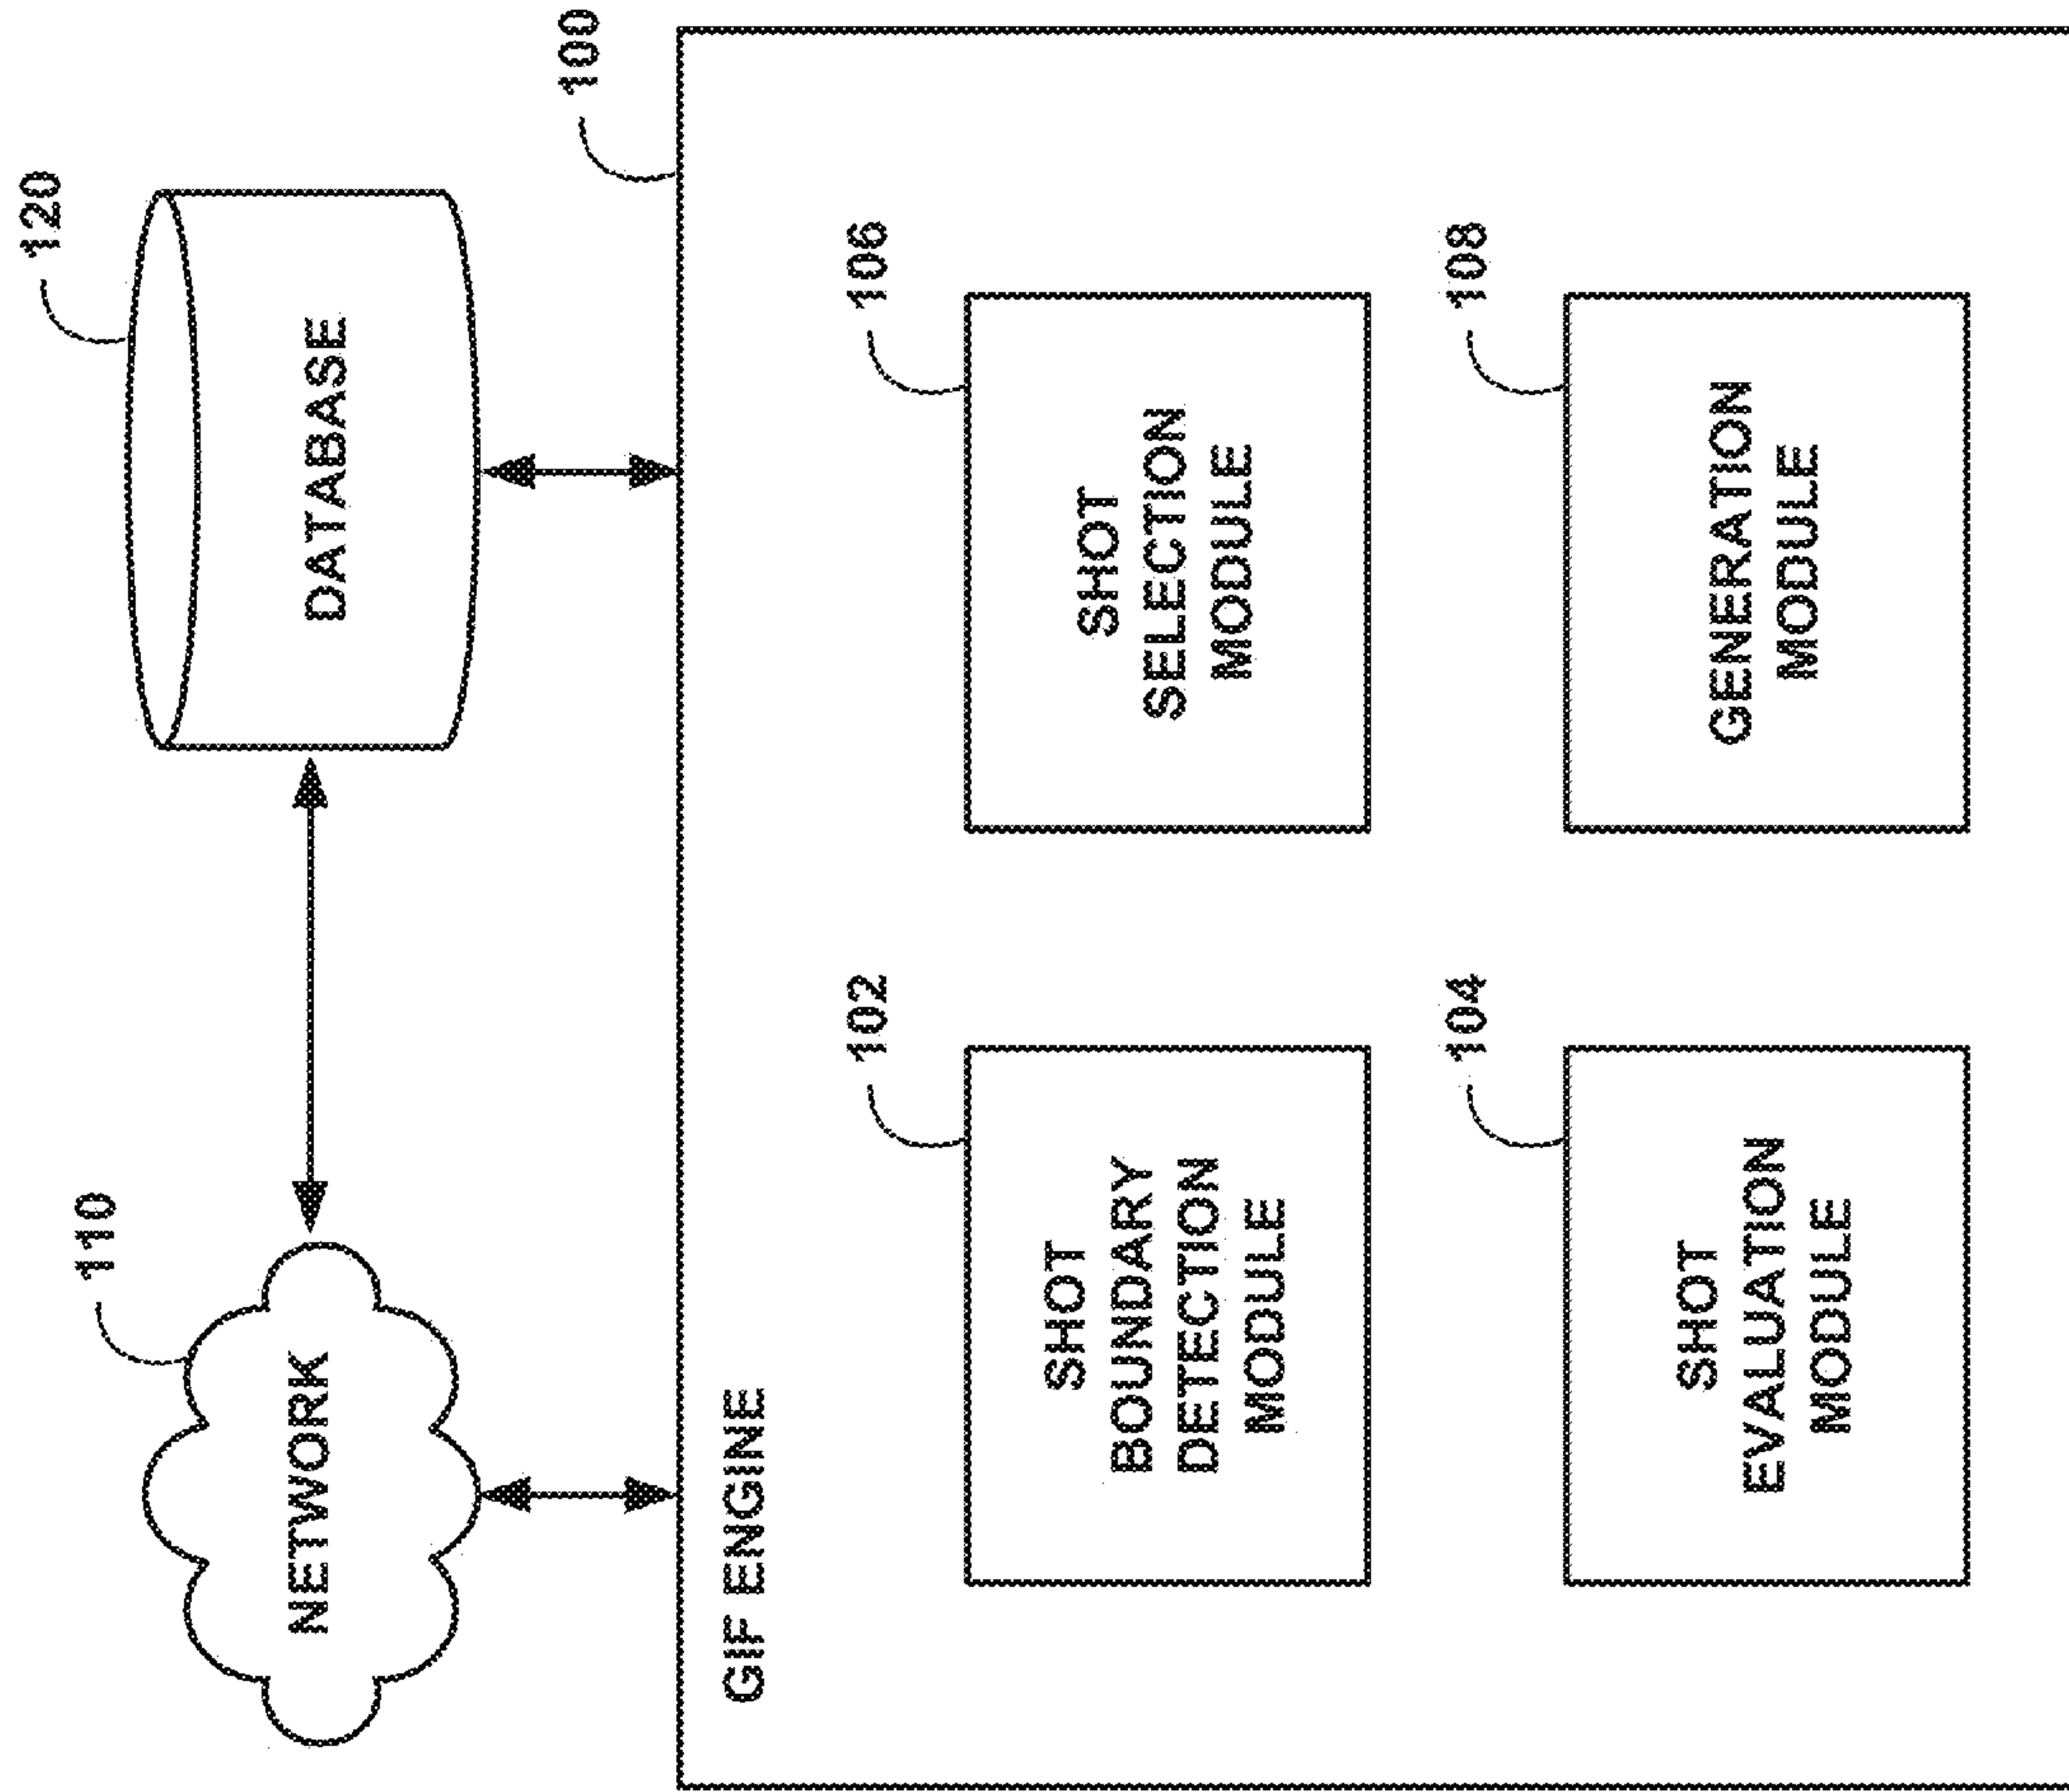 110
NETWORK
120
DATABASE
100
GIF ENGINE
102
SHOT
BOUNDARY
DETECTION
MODULE
106
SHOT
SELECTION
MODULE
104
SHOT
EVALUATION
MODULE
108
GENERATION
MODULE